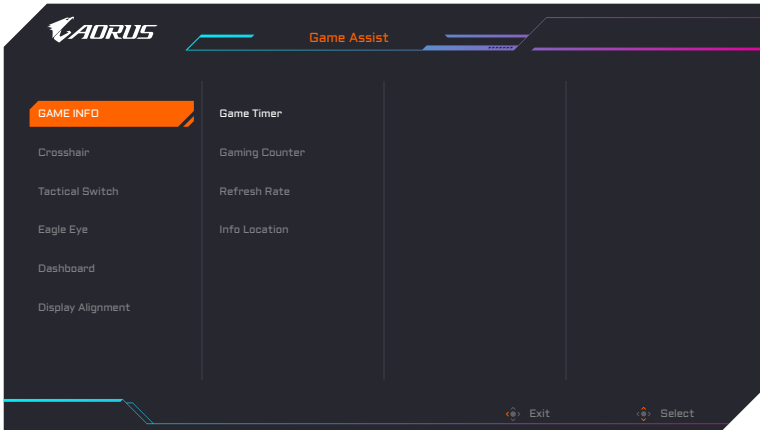 AORUS
Game Assist
GAME INFO
Game Timer
Crosshair
Gaming Counter
Tactical Switch
Refresh Rate
Eagle Eye
Info Location
Dashboard
Display Alignment
Exit
Select